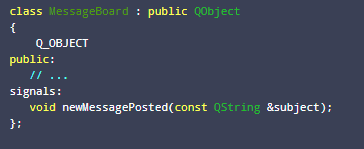 class MessageBoard : public QObject
{
    Q_OBJECT
public:
   // ...
signals:
   void newMessagePosted(const QString &subject);
};